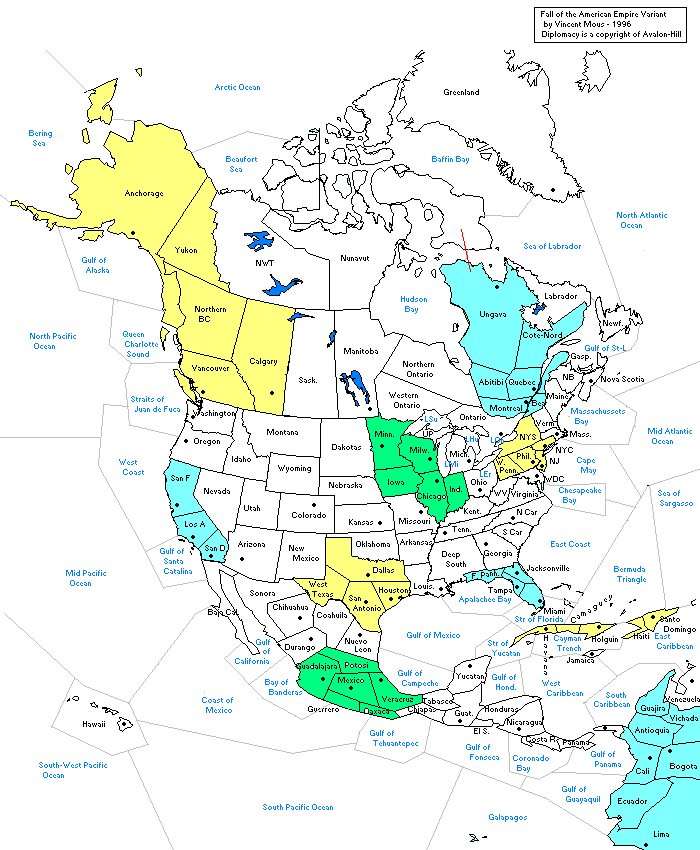 Fall of the American Empire Variant
by Vincent Mous - 1996
Diplomacy is a copyright of Avalon-Hill
Arctic Ocean
Greenland
Bering
Sea
Beaufort
Sea
Baffin Bay
Anchorage
North Atlantic
Ocean
Yukon
Gulf of
Alaska
NWT
Nunavut
Sea of Labrador
Hudson
Bay
Labrador
Northern
BC
Ungava
Newf.
North Pacific
Ocean
Queen
Charlotte
Sound
Cote-Nord
Gulf of St-L.
Manitoba
Gasp.
Vancouver
Calgary
Northern
Ontario
Sask.
Abitibi
Quebec
NB
Nova Scotia
Western
Ontario
Montreal
Bea
Maine
Straits of
Juan de Fuca
Washington
Ontario
Massachussets
Bay
LSu
Verm.
Montana
Minn.
UP
NYS
Mass.
Mid Atlantic
Ocean
Oregon
Dakotas
LHu
LOn
Idaho
Milw.
Mich.
Phil.
NYC
West
Coast
Wyoming
LMi
W.
Penn.
NJ
Cape
May
San F
Nevada
Nebraska
Iowa
LEr
Ohio
WDC
Chesapeake
Bay
Sea of
Sargasso
Utah
Colorado
Chicago
Ind.
WV
Virginia
Los A
Kansas
Missouri
Kent.
N Car
San D
Arizona
New
Mexico
Oklahoma
Arkansas
Tenn.
S Car
East Coast
Gulf of
Santa
Catalina
Deep
South
Georgia
Mid Pacific
Ocean
Dallas
Jacksonville
Bermuda
Triangle
F. Panh.
West
Texas
Houston
Louis.
Tampa
Baja Cal.
Sonora
San
Antonio
Apalachee Bay
Miami
Camaguey
Chihuahua
Coahuila
Str of Florida
Santo
Domingo
Gulf
of
California
Durango
Nuevo
Leon
Gulf of Mexico
Str of
Yucatan
Havana
Cayman
Trench
Holguin
Haiti
East
Caribbean
Jamaica
Guadalajara
Potosi
Bay of
Banderas
Mexico
Gulf of
Campeche
Yucatan
Gulf of
Hond.
West
Caribbean
South
Caribbean
Venezuela
Coast of
Mexico
Veracruz
Tabasco
Guerrero
Oaxaca
Chiapas
Guat.
Honduras
Guajira
Vichada
Hawaii
Nicaragua
Antioquia
Gulf of
Tehuantepec
El S.
Costa R.
Panama
Gulf of
Fonseca
Coronado
Bay
Gulf of
Panama
Cali
Bogota
South-West Pacific
Ocean
Gulf of
Guayaquil
Ecuador
South Pacific Ocean
Galapagos
Lima